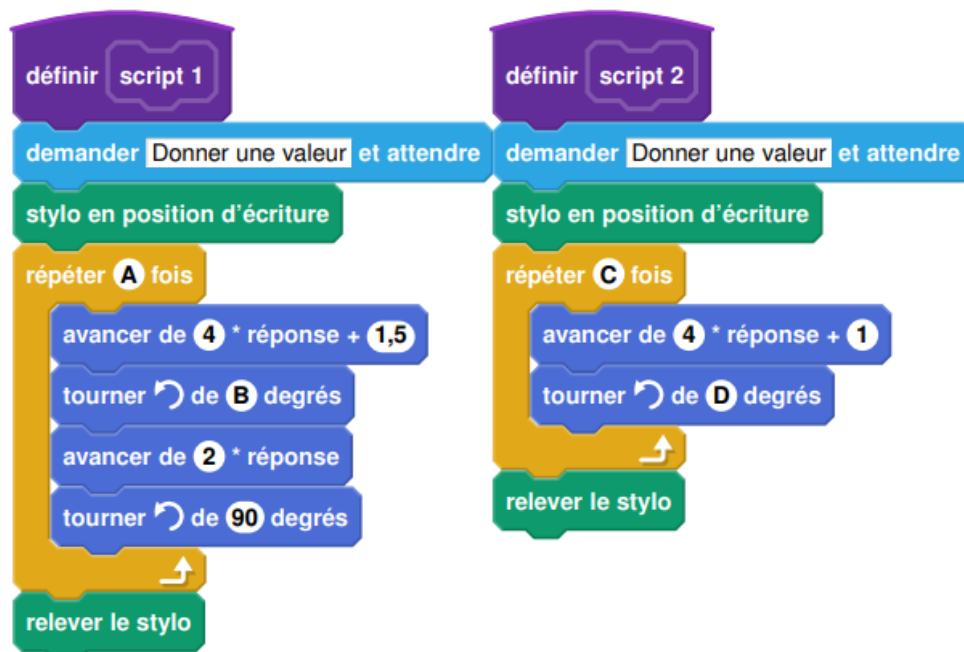 définir script 1
demander Donner une valeur et attendre
stylo en position d'écriture
répéter A fois
avancer de 4 * réponse + 1,5
tourner de B degrés
avancer de 2 * réponse
tourner de 90 degrés
relever le stylo
définir script 2
demander Donner une valeur et attendre
stylo en position d'écriture
répéter C fois
avancer de 4 * réponse + 1
tourner de D degrés
relever le stylo